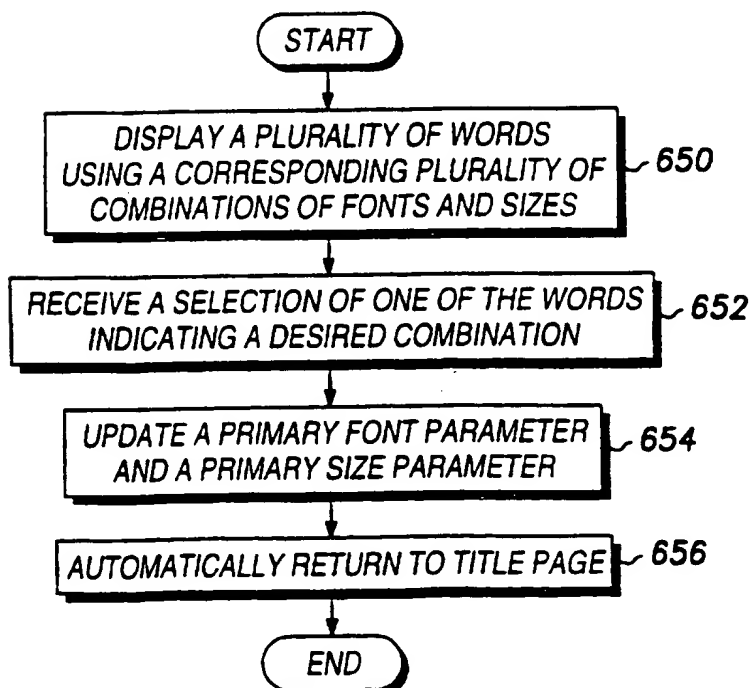 START
DISPLAY A PLURALITY OF WORDS
USING A CORRESPONDING PLURALITY OF
COMBINATIONS OF FONTS AND SIZES
650
RECEIVE A SELECTION OF ONE OF THE WORDS
INDICATING A DESIRED COMBINATION
652
UPDATE A PRIMARY FONT PARAMETER
AND A PRIMARY SIZE PARAMETER
654
AUTOMATICALLY RETURN TO TITLE PAGE
656
END